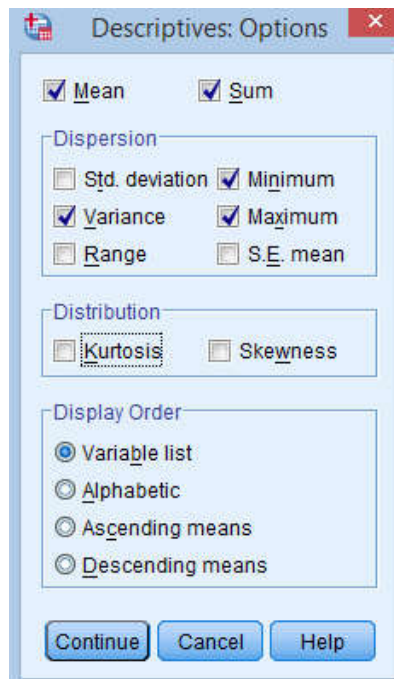 Descriptives: Options
Mean Sum
Dispersion
Std. deviation Minimum
Variance Maximum
Range S.E. mean
Distribution
Kurtosis Skewness
Display Order
Variable list
Alphabetic
Ascending means
Descending means
Continue Cancel Help